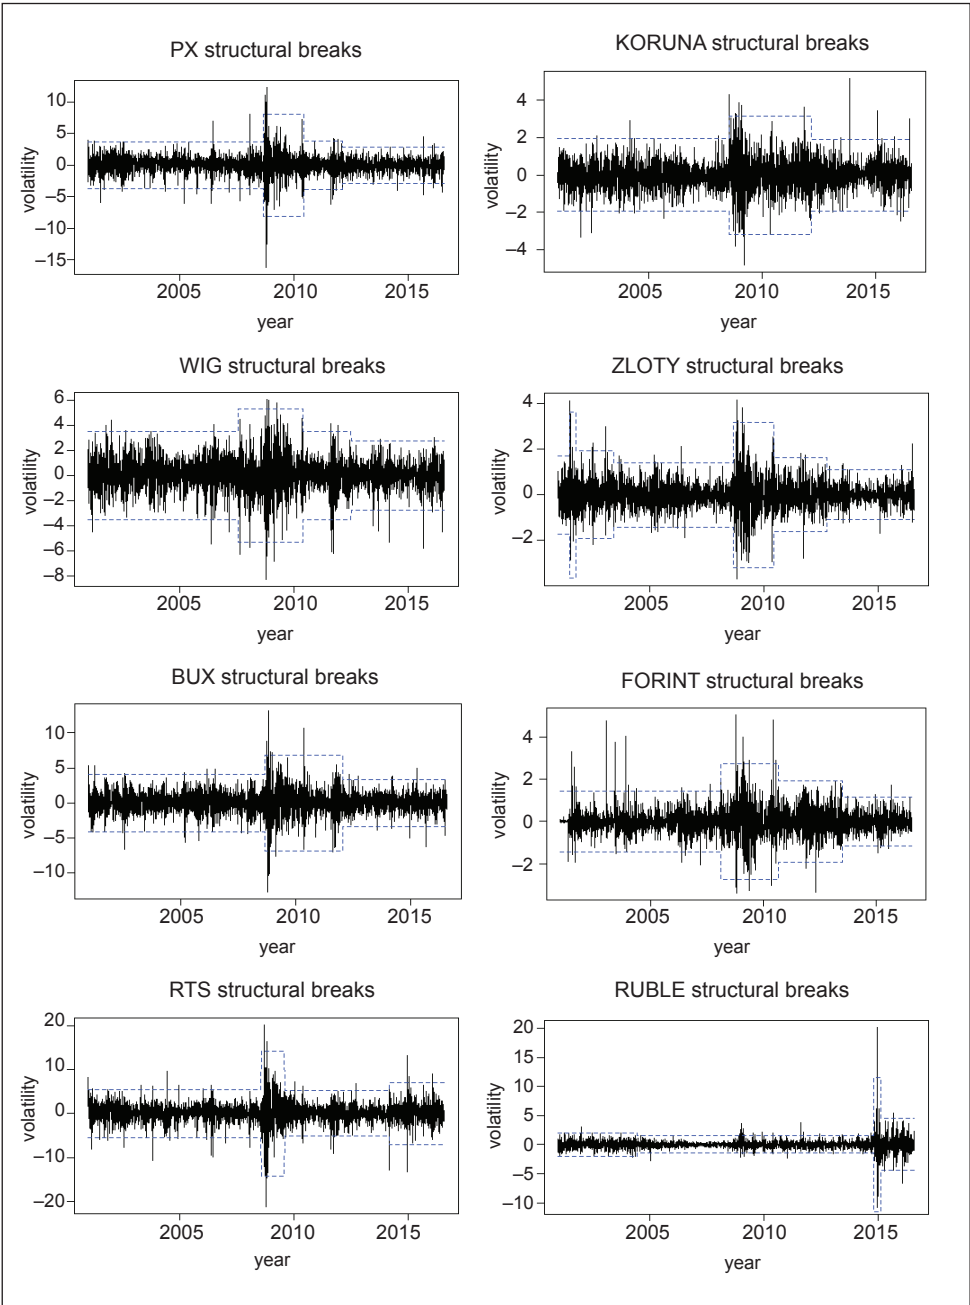 PX structural breaks
volatility
10
5
0
–5
–10
–15
2005 2010 2015
year
KORUNA structural breaks
volatility
4
2
0
–2
–4
2005 2010 2015
year
WIG structural breaks
volatility
6
4
2
0
–2
–4
–6
–8
2005 2010 2015
year
ZLOTY structural breaks
volatility
4
2
0
–2
2005 2010 2015
year
BUX structural breaks
volatility
10
5
0
–5
–10
2005 2010 2015
year
FORINT structural breaks
volatility
4
2
0
–2
2005 2010 2015
year
RTS structural breaks
volatility
20
10
0
–10
–20
2005 2010 2015
year
RUBLE structural breaks
volatility
20
15
10
5
0
–5
–10
2005 2010 2015
year